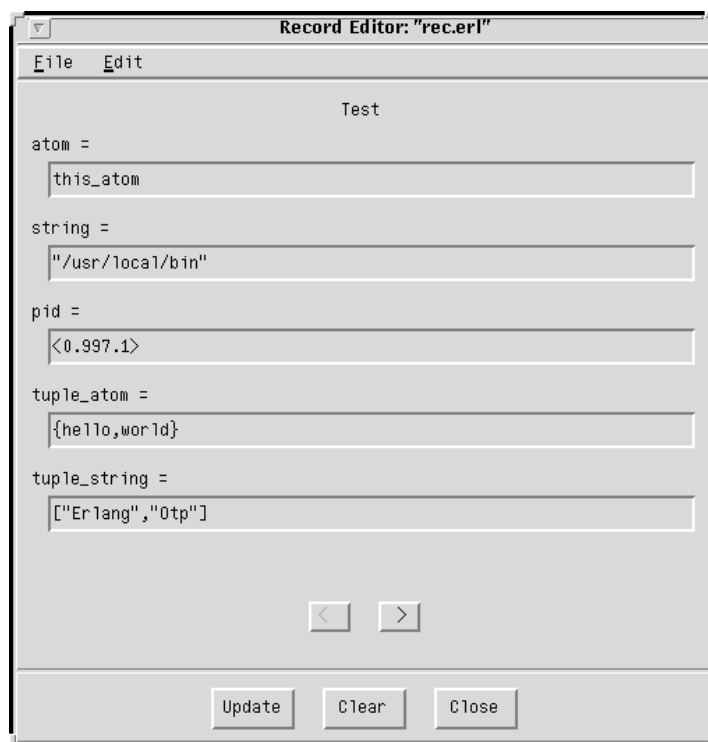 Record Editor: "rec.erl"
File Edit
Test
atom =
this_atom
string =
"/usr/local/bin"
pid =
<0.997.1>
tuple_atom =
{hello,world}
tuple_string =
["Erlang","Otp"]
< >
Update Clear Close